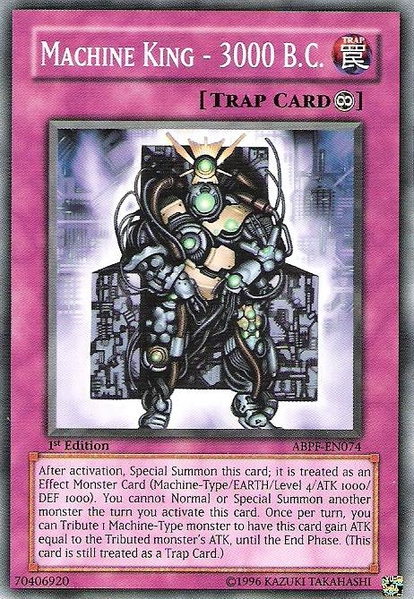 MACHINE KING - 3000 B.C.
TRAP
罠
[TRAP CARD∞]
1st Edition
ABPF-EN074
After activation, Special Summon this card; it is treated as an
Effect Monster Card (Machine-Type/EARTH/Level 4/ATK 1000/
DEF 1000). You cannot Normal or Special Summon another
monster the turn you activate this card. Once per turn, you
can Tribute 1 Machine-Type monster to have this card gain ATK
equal to the Tributed monster's ATK, until the End Phase. (This
card is still treated as a Trap Card.)
70406920
©1996 KAZUKI TAKAHASHI